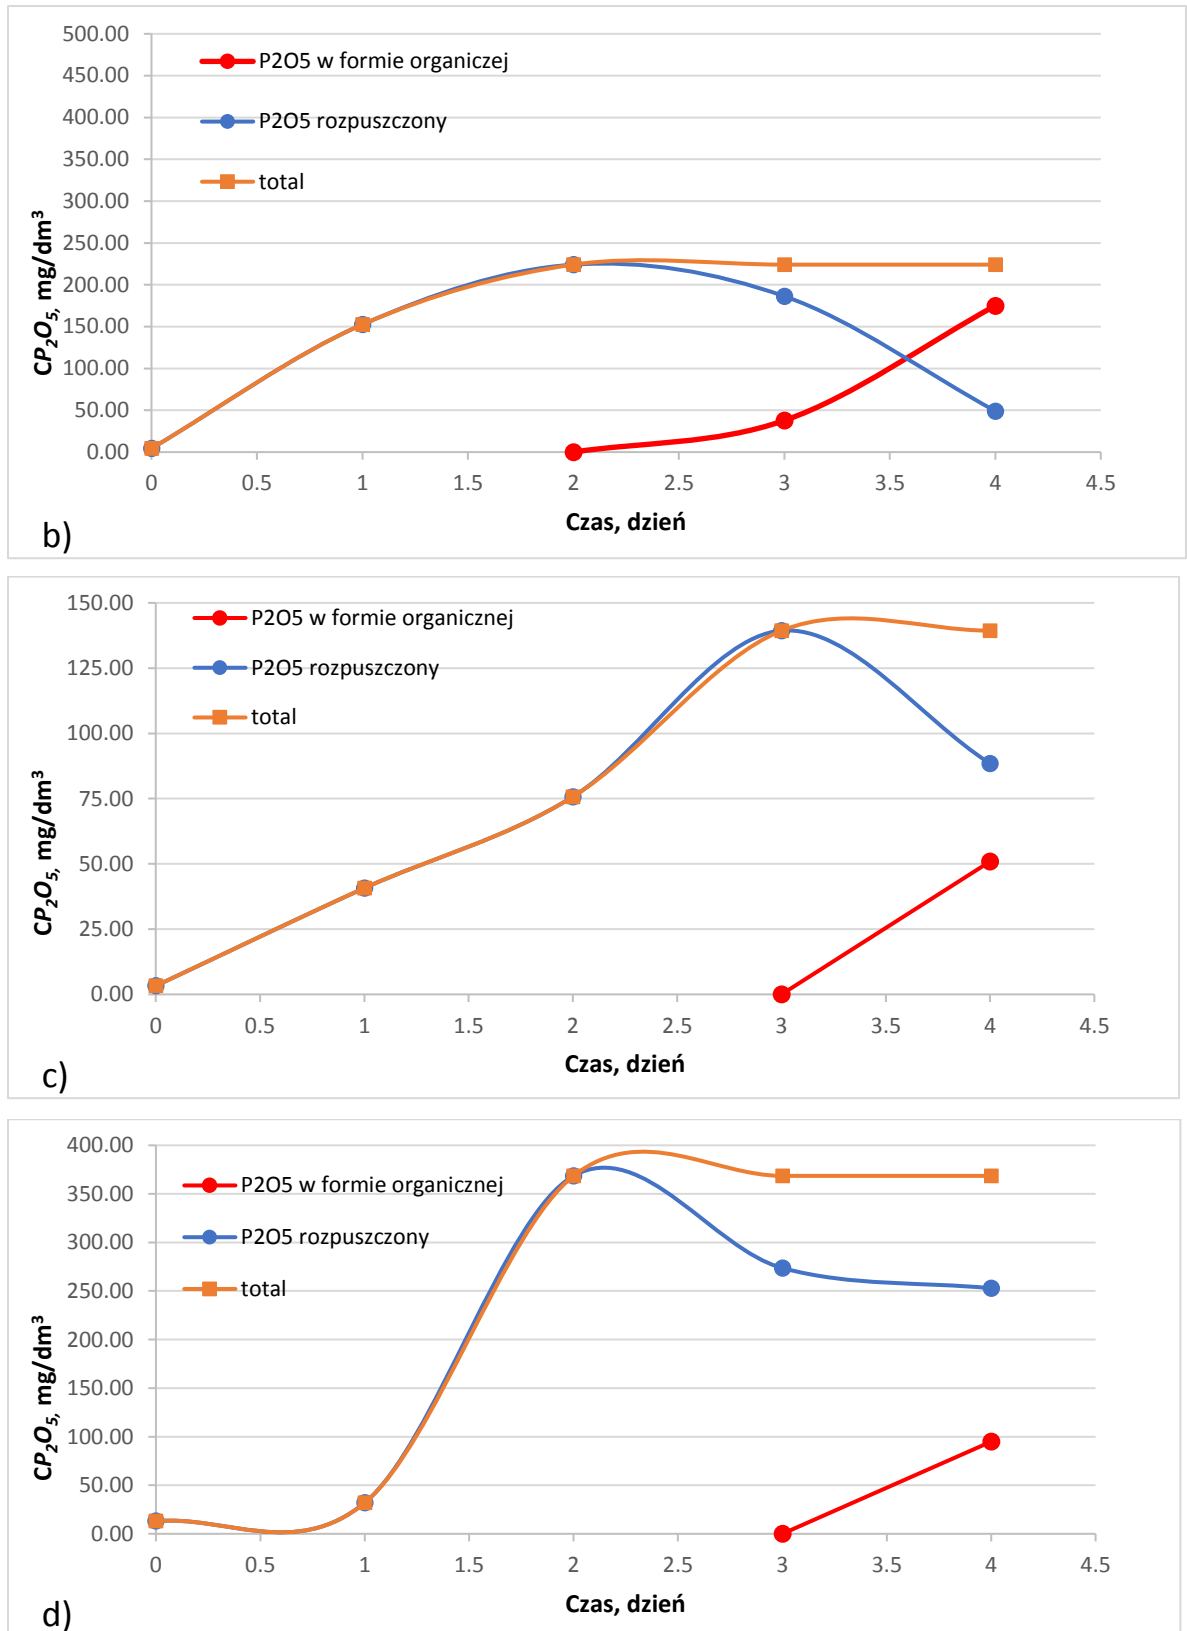 500.00
450.00
400.00
350.00
300.00
250.00
200.00
150.00
100.00
50.00
0.00
P2O5 w formie organiczej
P2O5 rozpuszczony
total
CP₂O₅, mg/dm³
0 0.5 1 1.5 2 2.5 3 3.5 4 4.5
Czas, dzień
b)
150.00
125.00
100.00
75.00
50.00
25.00
0.00
P2O5 w formie organicznej
P2O5 rozpuszczony
total
CP₂O₅, mg/dm³
0 0.5 1 1.5 2 2.5 3 3.5 4 4.5
Czas, dzień
c)
400.00
350.00
300.00
250.00
200.00
150.00
100.00
50.00
0.00
P2O5 w formie organicznej
P2O5 rozpuszczony
total
CP₂O₅, mg/dm³
0 0.5 1 1.5 2 2.5 3 3.5 4 4.5
Czas, dzień
d)